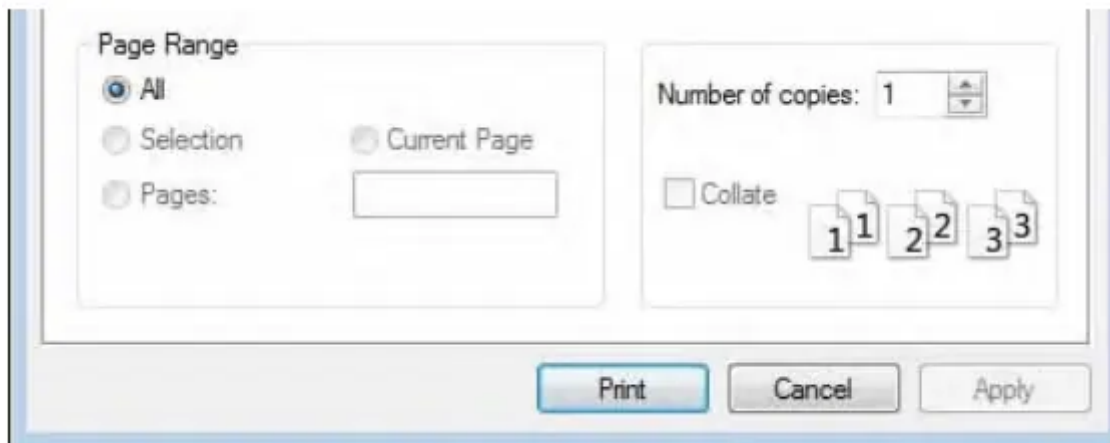 Page Range
All
Selection
Current Page
Pages:
Number of copies: 1
Collate
1 1 2 2 3 3
Print
Cancel
Apply